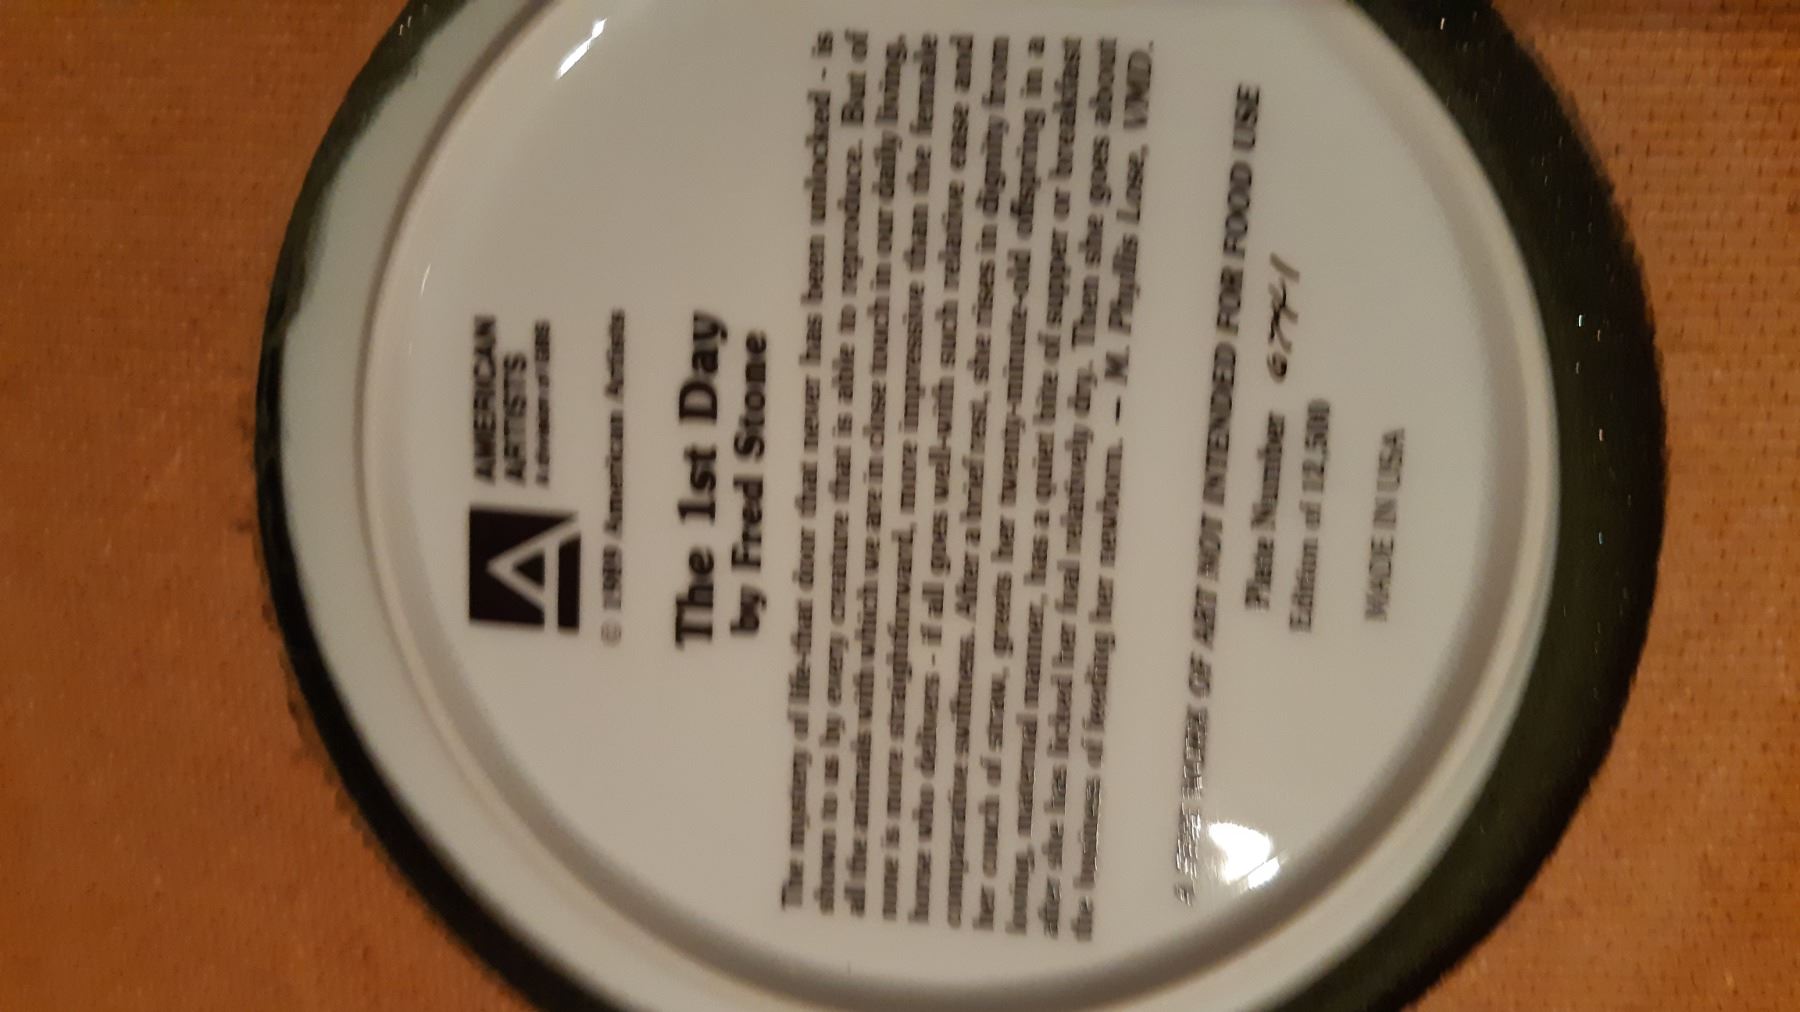 AMERICAN
ARTISTS
A division of GHS
© 1989 American Artists
The 1st Day
by Fred Stone
The mystery of life-that door that never has been unlocked - is
shown to us by every creature that is able to reproduce. But of
all the animals with which we are in close touch in our daily living,
none is more straightforward, more impressive than the female
horse who delivers - if all goes well-with such relative ease and
comparative swiftness. After a brief rest, she rises in dignity from
her couch of straw, greets her twenty-minute-old offspring in a
loving, maternal manner, has a quiet bite of supper or breakfast
after she has licked her foal relatively dry. Then she goes about
the business of feeding her newborn. — M. Phyllis Lose, VMD.
OF ART NOT INTENDED FOR FOOD USE
Plate Number
Edition of 12,500
MADE IN USA